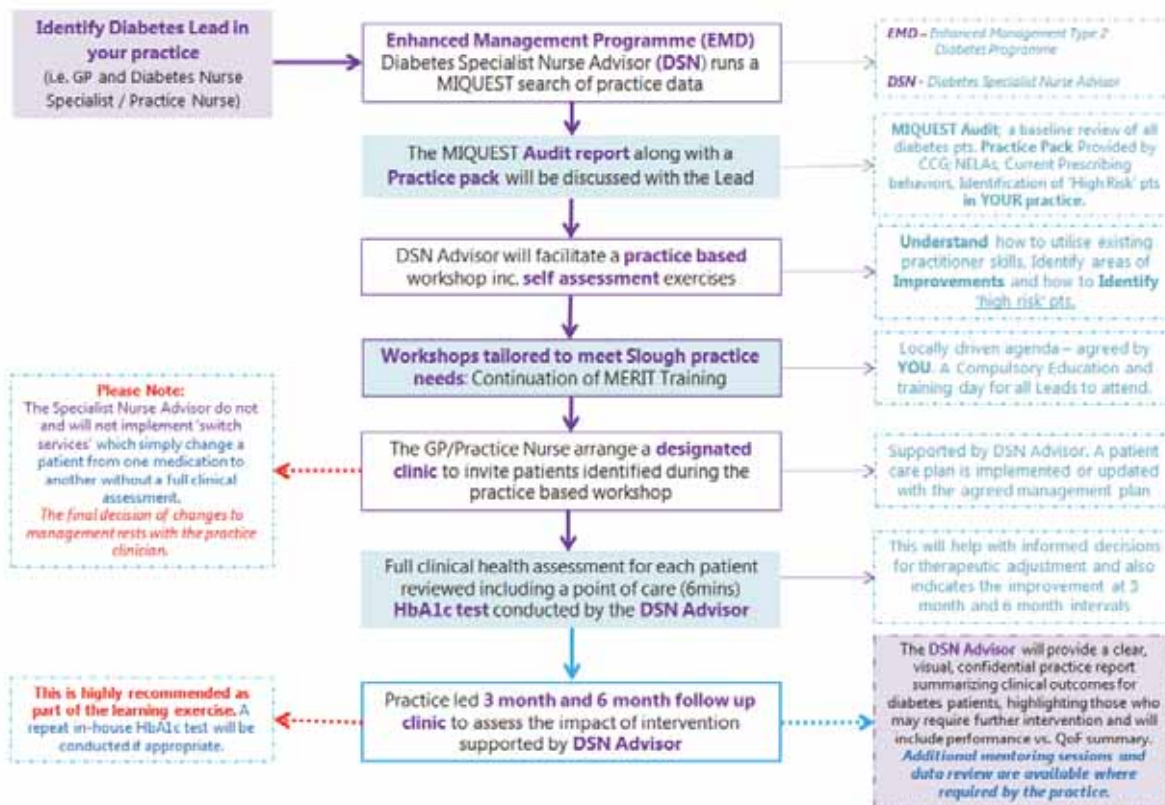 Identify Diabetes Lead in
your practice
(i.e. GP and Diabetes Nurse
Specialist / Practice Nurse)
Enhanced Management Programme (EMD)
Diabetes Specialist Nurse Advisor (DSN) runs a
MIQUEST search of practice data
EMD – Enhanced Management Type 2
Diabetes Programme
DSN - Diabetes Specialist Nurse Advisor
The MIQUEST Audit report along with a
Practice pack will be discussed with the Lead
MIQUEST Audit; a baseline review of all
diabetes pts. Practice Pack Provided by
CCG; NELAs, Current Prescribing
behaviors, Identification of 'High Risk' pts
in YOUR practice.
DSN Advisor will facilitate a practice based
workshop inc. self assessment exercises
Understand how to utilise existing
practitioner skills, Identify areas of
Improvements and how to Identify
'high risk' pts.
Workshops tailored to meet Slough practice
needs: Continuation of MERIT Training
Locally driven agenda – agreed by
YOU. A Compulsory Education and
training day for all Leads to attend.
Please Note:
The Specialist Nurse Advisor do not
and will not implement 'switch
services' which simply change a
patient from one medication to
another without a full clinical
assessment.
The final decision of changes to
management rests with the practice
clinician.
The GP/Practice Nurse arrange a designated
clinic to invite patients identified during the
practice based workshop
Supported by DSN Advisor. A patient
care plan is implemented or updated
with the agreed management plan
Full clinical health assessment for each patient
reviewed including a point of care (6mins)
HbA1c test conducted by the DSN Advisor
This will help with informed decisions
for therapeutic adjustment and also
indicates the improvement at 3
month and 6 month intervals
This is highly recommended as
part of the learning exercise. A
repeat in-house HbA1c test will be
conducted if appropriate.
Practice led 3 month and 6 month follow up
clinic to assess the impact of intervention
supported by DSN Advisor
The DSN Advisor will provide a clear,
visual, confidential practice report
summarizing clinical outcomes for
diabetes patients, highlighting those who
may require further intervention and will
include performance vs. QoF summary.
Additional mentoring sessions and
data review are available where
required by the practice.